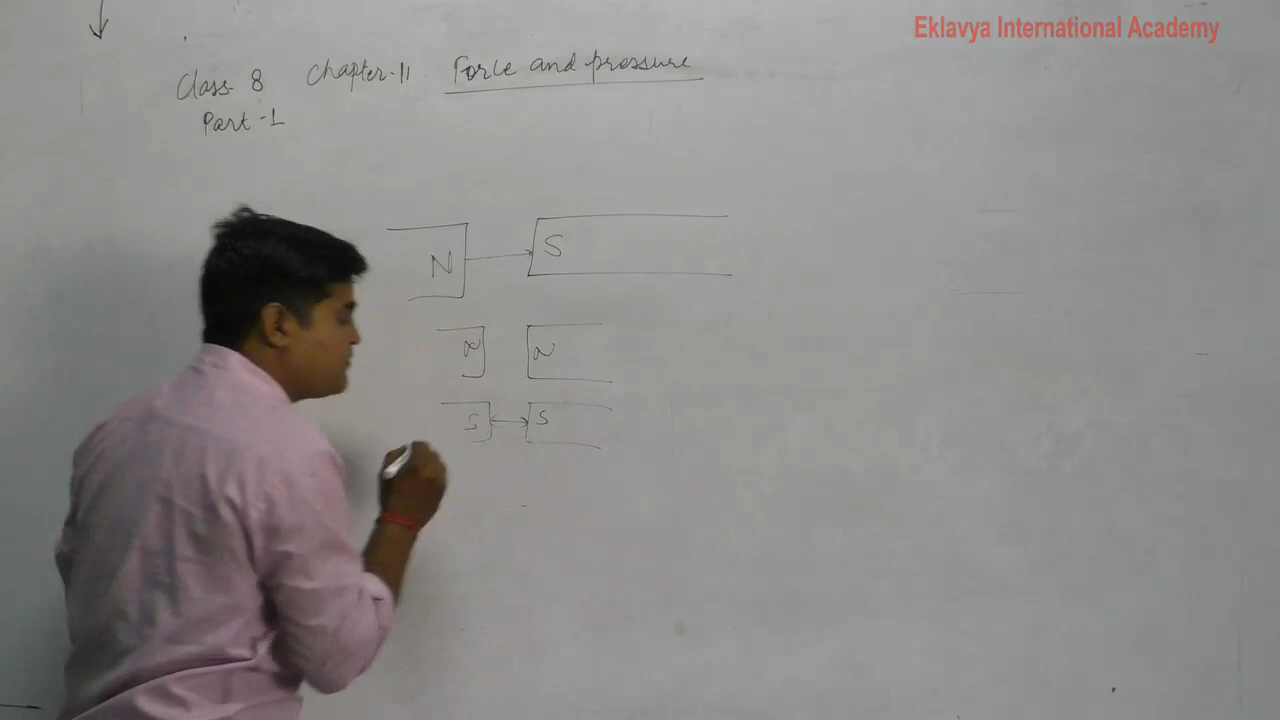 Eklavya International Academy
Class- 8 Chapter-11 Force and pressure
Part-1
N S
N N
S S